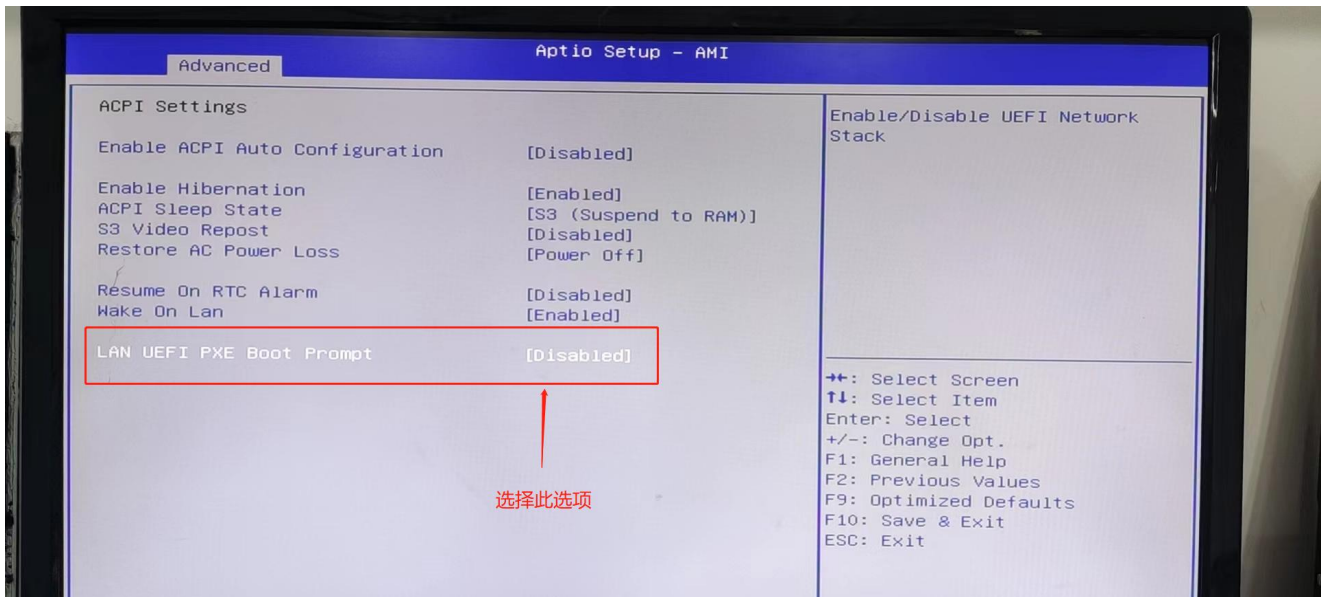 Aptio Setup - AMI
Advanced
ACPI Settings
Enable ACPI Auto Configuration [Disabled]
Enable Hibernation [Enabled]
ACPI Sleep State [S3 (Suspend to RAM)]
S3 Video Repost [Disabled]
Restore AC Power Loss [Power Off]
Resume On RTC Alarm [Disabled]
Wake On Lan [Enabled]
LAN UEFI PXE Boot Prompt [Disabled]
选择此选项
Enable/Disable UEFI Network
Stack
→←: Select Screen
↑↓: Select Item
Enter: Select
+/-: Change Opt.
F1: General Help
F2: Previous Values
F9: Optimized Defaults
F10: Save & Exit
ESC: Exit